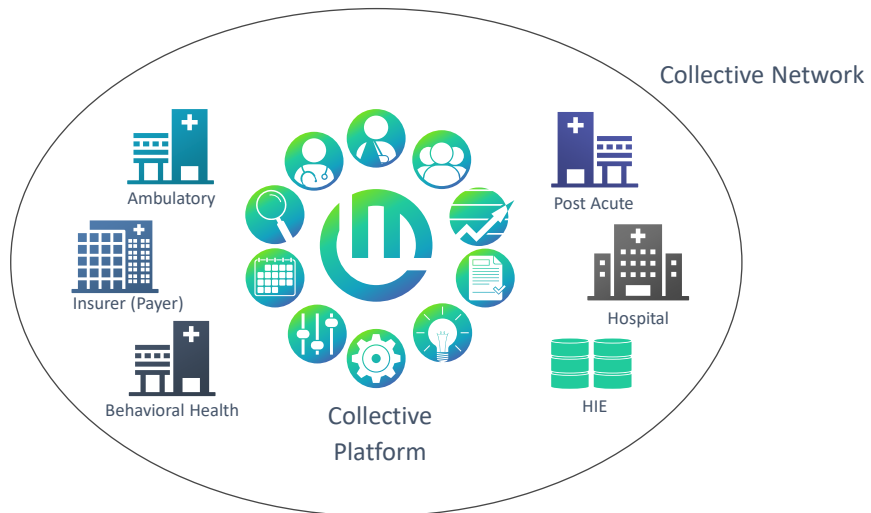 Collective Network
Ambulatory
Insurer (Payer)
Behavioral Health
Collective
Platform
Post Acute
Hospital
HIE